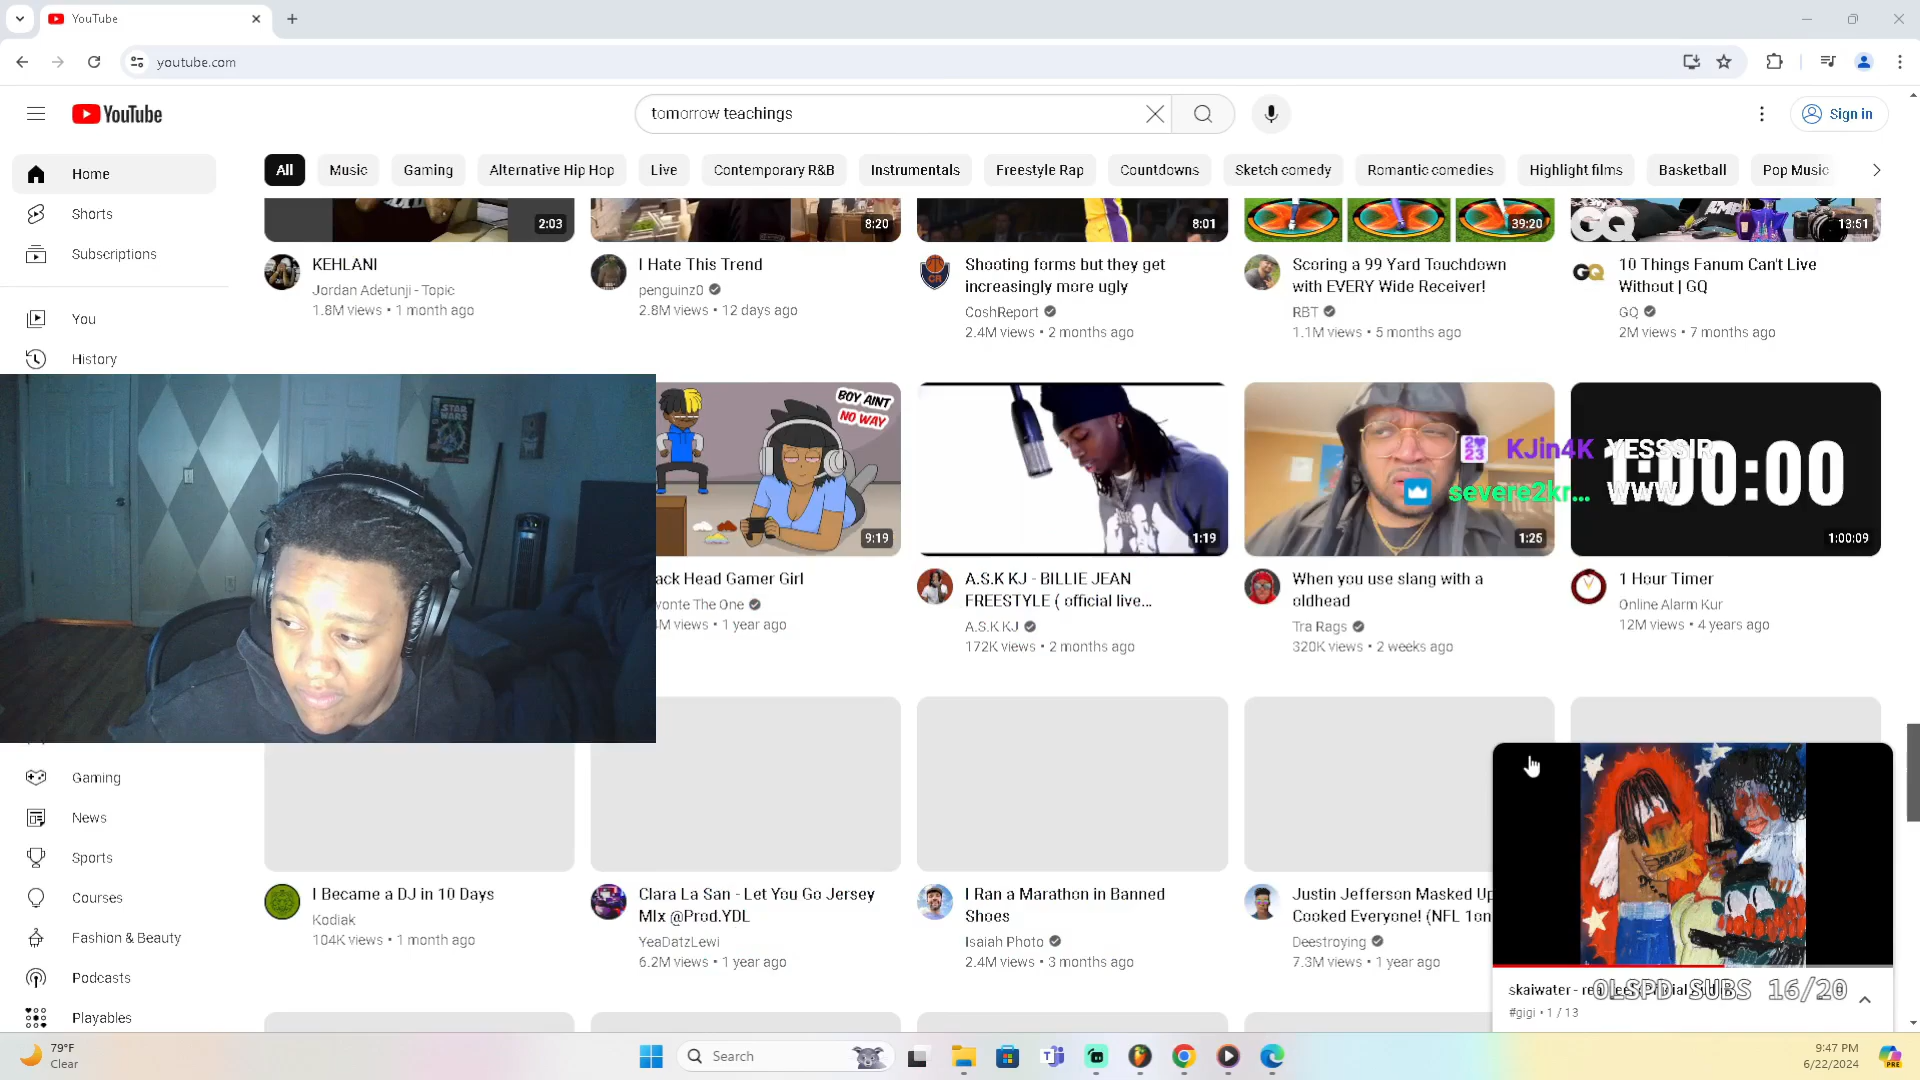 YouTube
youtube.com
YouTube
tomorrow teachings
Sign in
Home
Shorts
Subscriptions
You
History
Gaming
News
Sports
Courses
Fashion & Beauty
Podcasts
Playables
All
Music
Gaming
Alternative Hip Hop
Live
Contemporary R&B
Instrumentals
Freestyle Rap
Countdowns
Sketch comedy
Romantic comedies
Highlight films
Basketball
Pop Music
2:03
8:20
8:01
39:20
GQ
13:51
KEHLANI
Jordan Adetunji - Topic
1.8M views • 1 month ago
I Hate This Trend
penguinz0
2.8M views • 12 days ago
Shooting forms but they get
increasingly more ugly
CoshReport
2.4M views • 2 months ago
Scoring a 99 Yard Touchdown
with EVERY Wide Receiver!
RBT
1.1M views • 5 months ago
10 Things Fanum Can't Live
Without | GQ
GQ
2M views • 7 months ago
STAR
WARS
BOY AINT
NO WAY
9:19
1:19
1:25
1:00:00
1:00:09
KJin4K YESSSIR
severe2kr... WWW
ack Head Gamer Girl
vonte The One
M views • 1 year ago
A.S.K KJ - BILLIE JEAN
FREESTYLE ( official live...
A.S.K KJ
172K views • 2 months ago
When you use slang with a
oldhead
Tra Rags
320K views • 2 weeks ago
1 Hour Timer
Online Alarm Kur
12M views • 4 years ago
I Became a DJ in 10 Days
Kodiak
104K views • 1 month ago
Clara La San - Let You Go Jersey
MIx @Prod.YDL
YeaDatzLewi
6.2M views • 1 year ago
I Ran a Marathon in Banned
Shoes
Isaiah Photo
2.4M views • 3 months ago
Justin Jefferson Masked Up
Cooked Everyone! (NFL 1on
Deestroying
7.3M views • 1 year ago
skaiwater -
OLSPD SUBS 16/20
#gigi • 1 / 13
79°F
Clear
Search
9:47 PM
6/22/2024